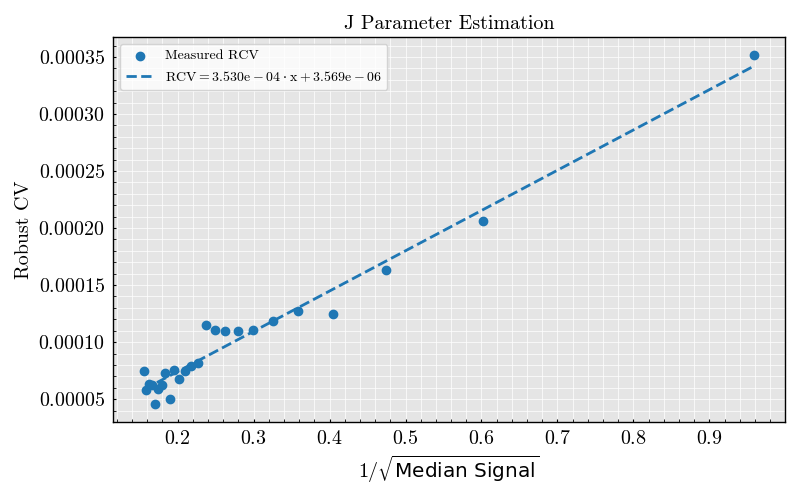 J Parameter Estimation
Measured RCV
RCV = 3.530e − 04 · x + 3.569e − 06
Robust CV
0.00035
0.00030
0.00025
0.00020
0.00015
0.00010
0.00005
0.2 0.3 0.4 0.5 0.6 0.7 0.8 0.9
1/√Median Signal